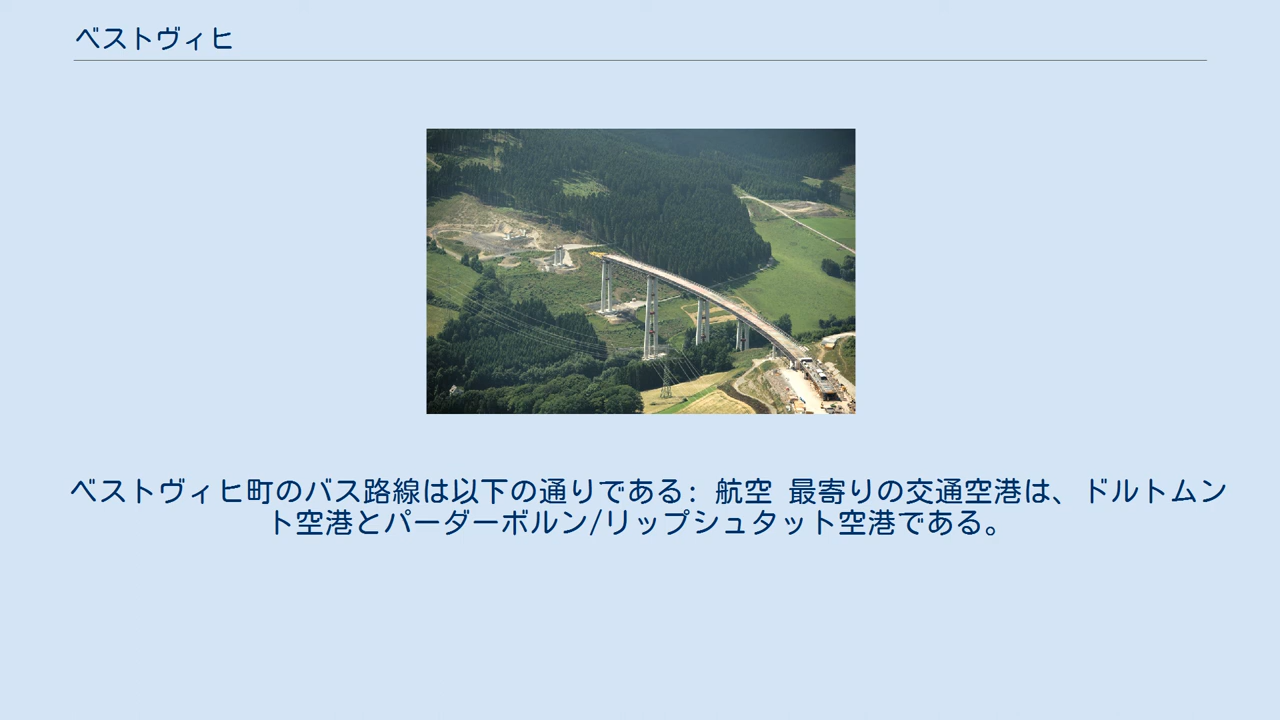 ベストヴィヒ
ベストヴィヒ町のバス路線は以下の通りである: 航空 最寄りの交通空港は、ドルトムン
ト空港とパーダーボルン/リップシュタット空港である。